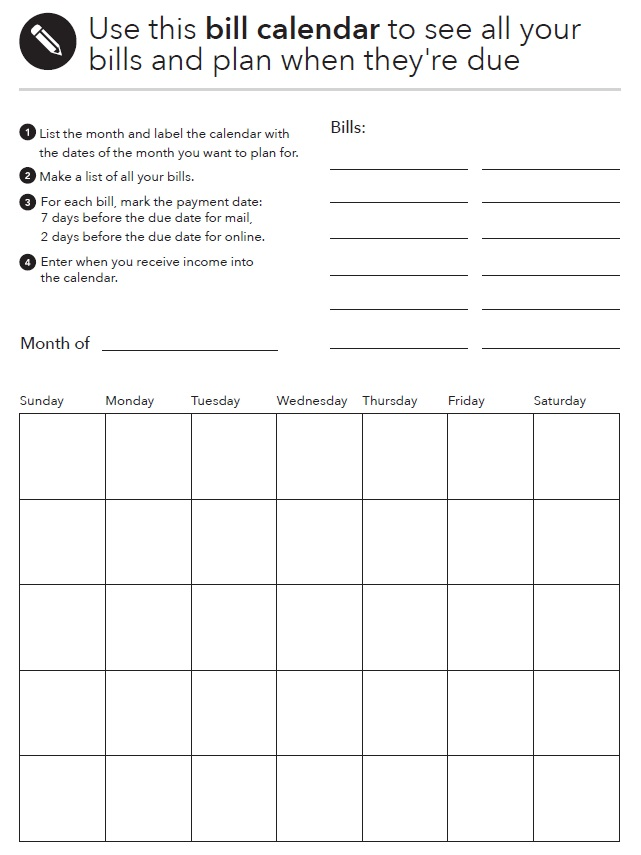 Use this bill calendar to see all your
bills and plan when they're due
1 List the month and label the calendar with
the dates of the month you want to plan for.
2 Make a list of all your bills.
3 For each bill, mark the payment date:
7 days before the due date for mail,
2 days before the due date for online.
4 Enter when you receive income into
the calendar.
Month of
Bills:
Sunday Monday Tuesday Wednesday Thursday Friday Saturday